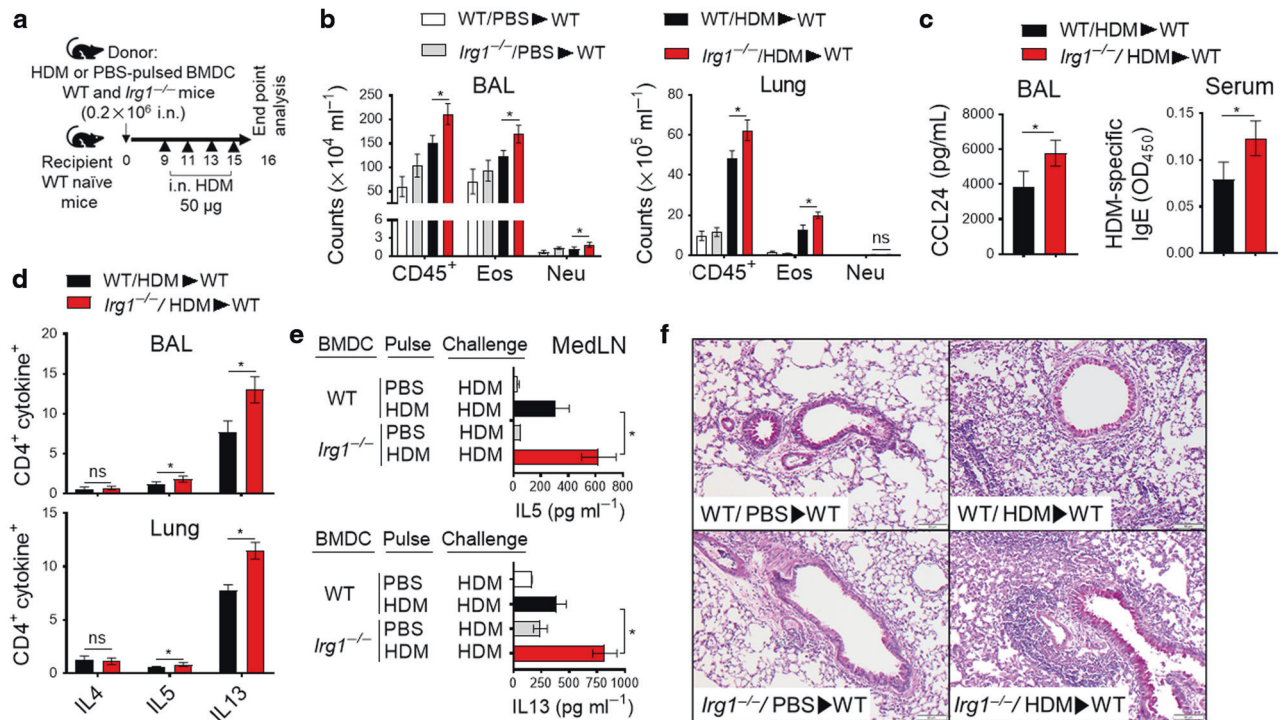 a
Donor:
HDM or PBS-pulsed BMDC
WT and Irg1−/− mice
(0.2×10⁶ i.n.)
End point
analysis
Recipient
WT naïve
mice
0 9 11 13 15 16
i.n. HDM
50 µg
b
WT/PBS▶WT
Irg1−/−/PBS▶WT
WT/HDM▶WT
Irg1−/−/HDM▶WT
BAL
Counts (× 10⁴ ml⁻¹)
250
200
150
100
50
6
3
0
* * *
CD45⁺ Eos Neu
Lung
Counts (× 10⁵ ml⁻¹)
80
60
40
20
0
* * ns
CD45⁺ Eos Neu
c
WT/HDM▶WT
Irg1−/−/ HDM▶WT
BAL
CCL24 (pg/mL)
8000
6000
4000
2000
0
*
Serum
HDM-specific
IgE (OD₄₅₀)
0.15
0.10
0.05
0.00
*
d
WT/HDM▶WT
Irg1−/−/ HDM▶WT
BAL
CD4⁺ cytokine⁺
20
15
10
5
0
ns * *
Lung
CD4⁺ cytokine⁺
15
10
5
0
ns * *
IL4 IL5 IL13
e
BMDC Pulse Challenge MedLN
WT PBS HDM
HDM HDM
Irg1−/− PBS HDM
HDM HDM
*
0 200 400 600 800
IL5 (pg ml⁻¹)
BMDC Pulse Challenge
WT PBS HDM
HDM HDM
Irg1−/− PBS HDM
HDM HDM
*
0 250 500 750 1000
IL13 (pg ml⁻¹)
f
WT/ PBS▶WT
WT/ HDM▶WT
Irg1−/−/ PBS▶WT
Irg1−/−/ HDM▶WT